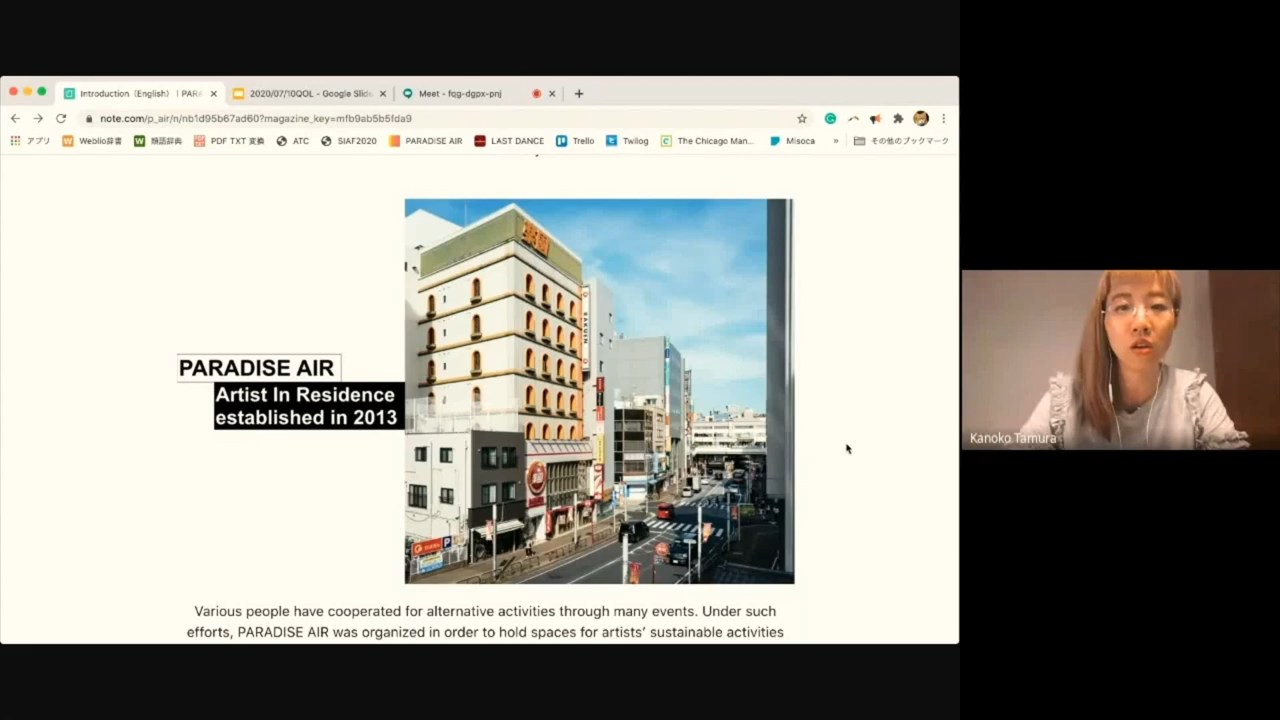 Introduction (English) | PARA
2020/07/10QOL - Google Slide
Meet - fqg-dgpx-pnj
note.com/p_air/n/nb1d95b67ad60?magazine_key=mfb9ab5b5fda9
アプリ
Weblio辞書
類語辞典
PDF TXT 変換
ATC
SIAF2020
PARADISE AIR
LAST DANCE
Trello
Twilog
The Chicago Man...
Misoca
»
その他のブックマーク
楽園
RAKUEN
PARADISE AIR
Artist In Residence
established in 2013
P
Various people have cooperated for alternative activities through many events. Under such
efforts, PARADISE AIR was organized in order to hold spaces for artists' sustainable activities
Kanoko Tamura